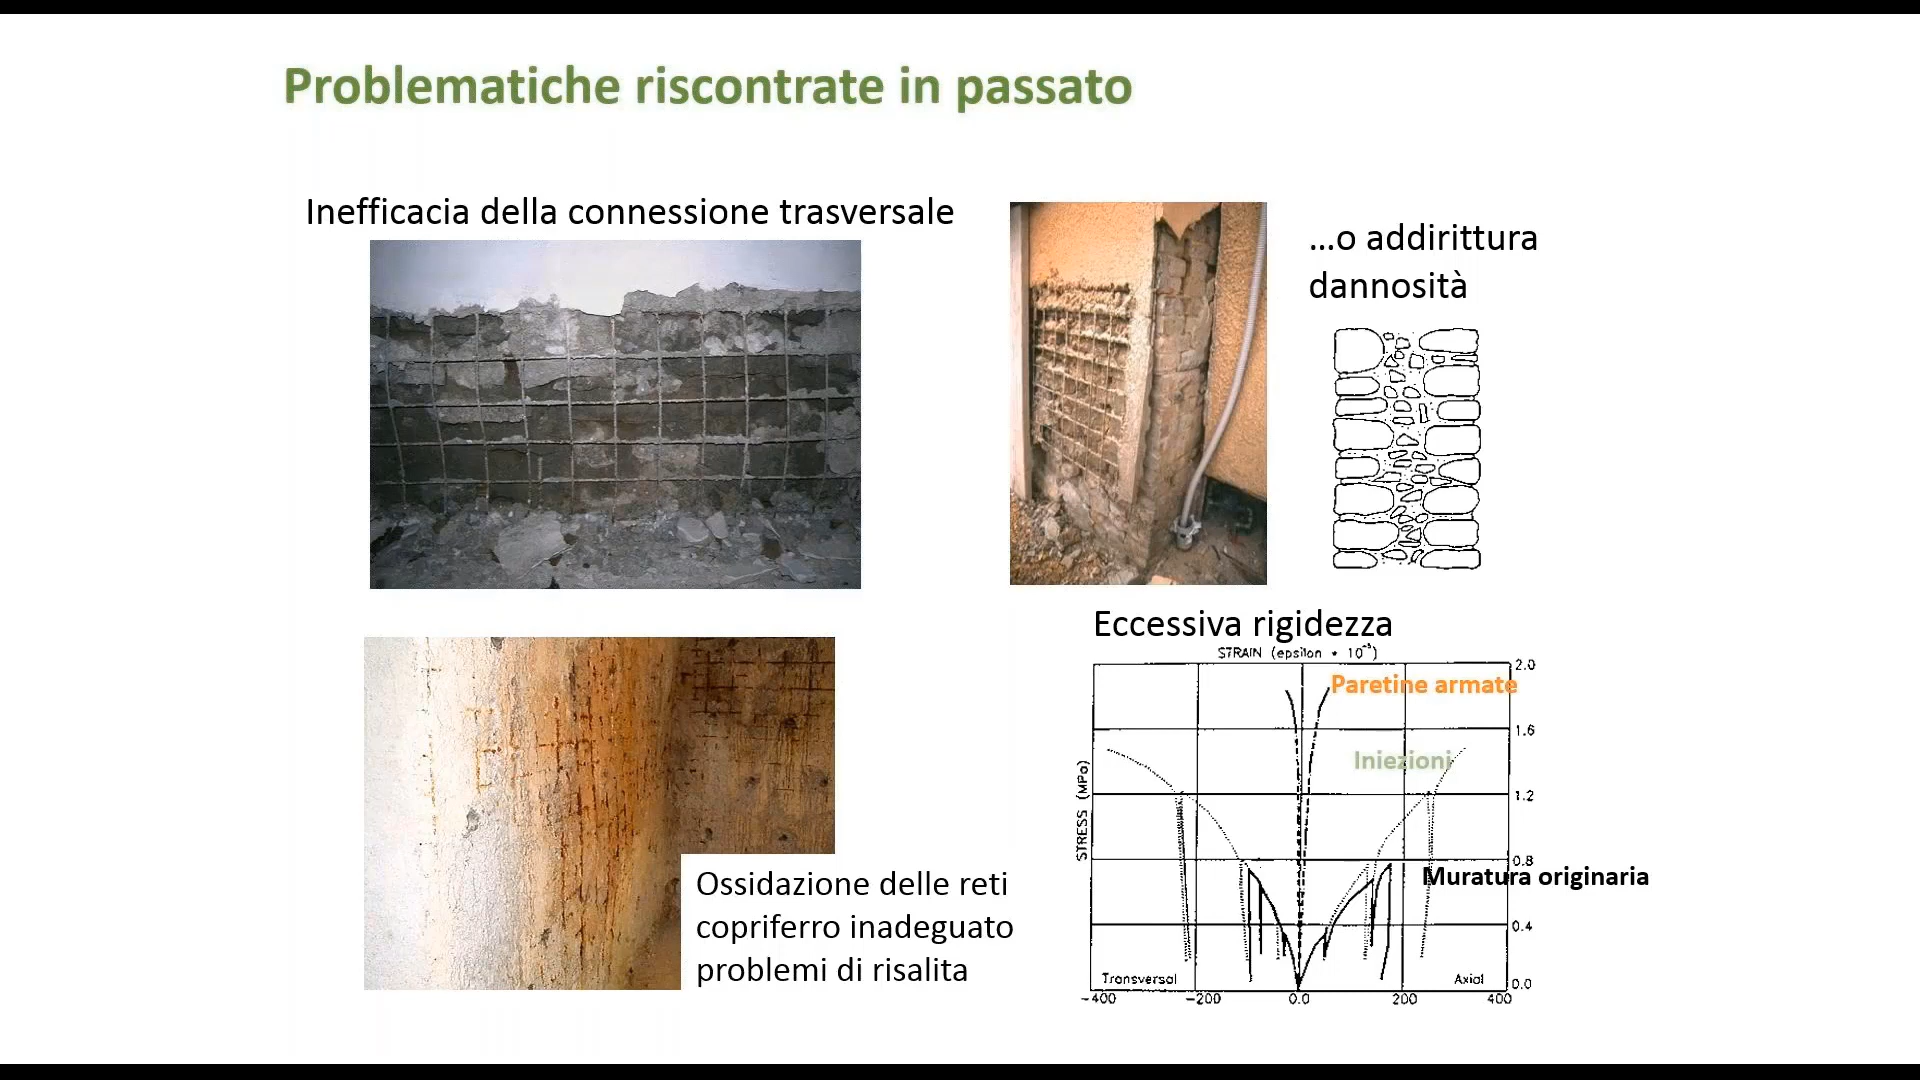 Problematiche riscontrate in passato
Inefficacia della connessione trasversale
...o addirittura
dannosità
Ossidazione delle reti
copriferro inadeguato
problemi di risalita
Eccessiva rigidezza
STRAIN (epsilon * 10⁻⁵)
2.0
Paretine armate
1.6
Iniezioni
1.2
STRESS (MPa)
0.8
Muratura originaria
0.4
Transversal
Axial
0.0
-400
-200
0.0
200
400